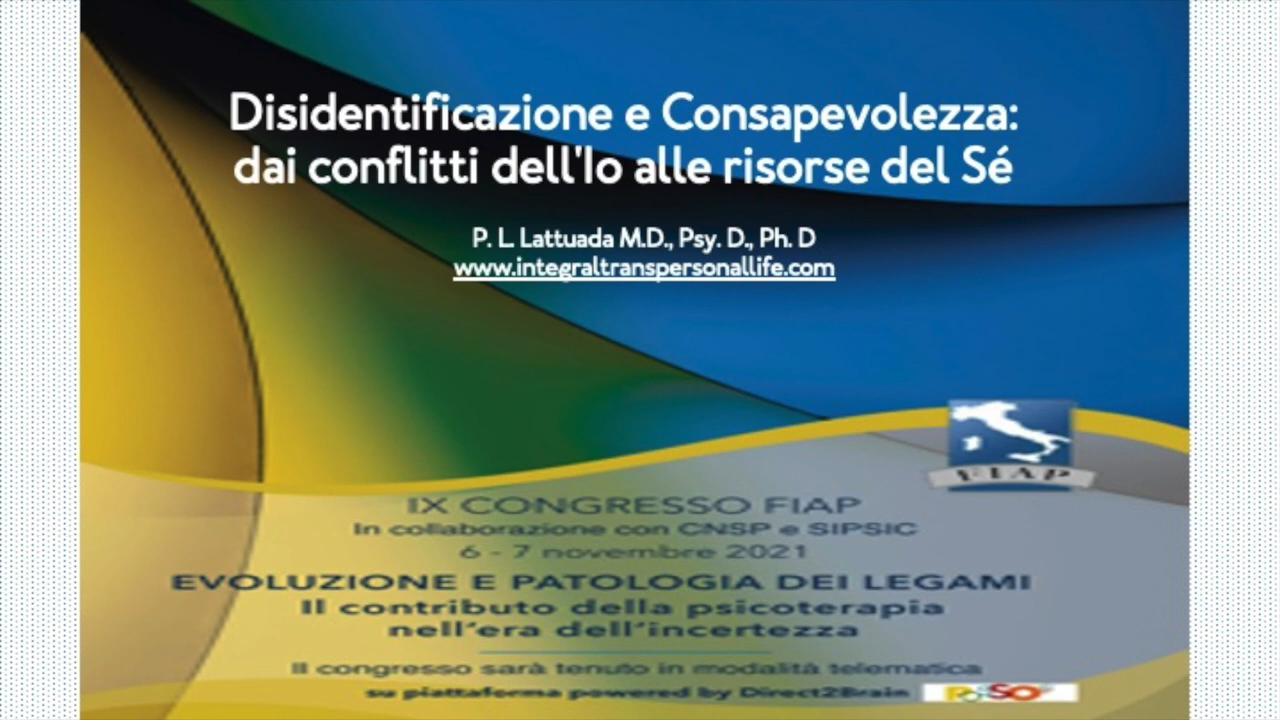 Disidentificazione e Consapevolezza:
dai conflitti dell'Io alle risorse del Sé
P. L. Lattuada M.D., Psy. D., Ph. D
www.integraltranspersonallife.com
FIAP
IX CONGRESSO FIAP
In collaborazione con CNSP e SIPSIC
6 - 7 novembre 2021
EVOLUZIONE E PATOLOGIA DEI LEGAMI
Il contributo della psicoterapia
nell'era dell'incertezza
Il congresso sarà tenuto in modalità telematica
su piattaforma powered by Direct2Brain